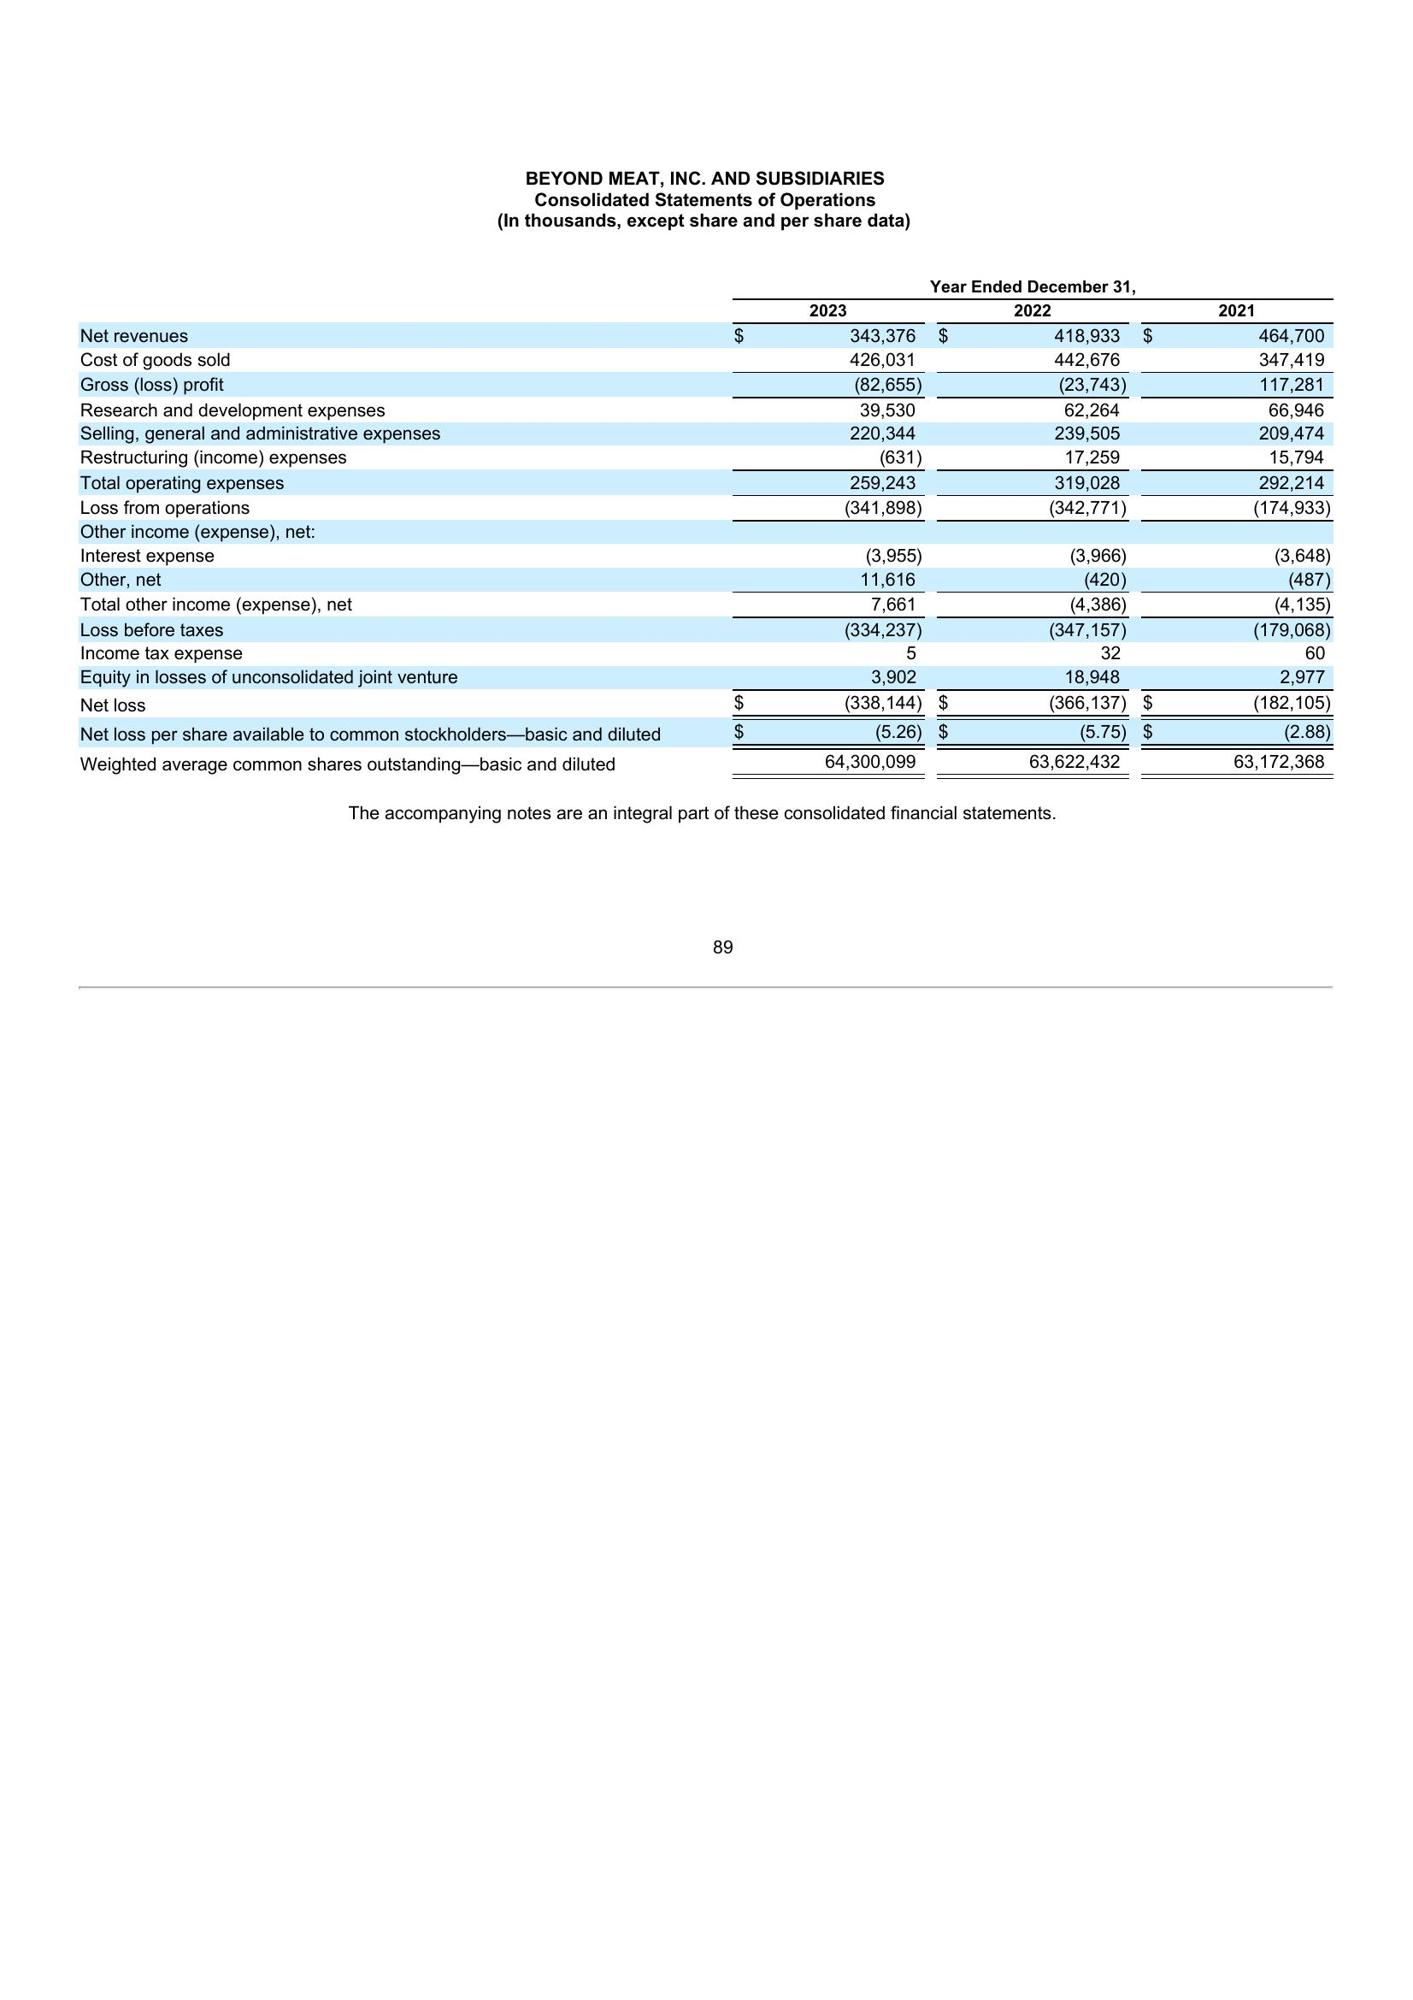 BEYOND MEAT, INC. AND SUBSIDIARIES
Consolidated Statements of Operations
(In thousands, except share and per share data)
Year Ended December 31,
2023 2022 2021
Net revenues $ 343,376 $ 418,933 $ 464,700
Cost of goods sold 426,031 442,676 347,419
Gross (loss) profit (82,655) (23,743) 117,281
Research and development expenses 39,530 62,264 66,946
Selling, general and administrative expenses 220,344 239,505 209,474
Restructuring (income) expenses (631) 17,259 15,794
Total operating expenses 259,243 319,028 292,214
Loss from operations (341,898) (342,771) (174,933)
Other income (expense), net:
Interest expense (3,955) (3,966) (3,648)
Other, net 11,616 (420) (487)
Total other income (expense), net 7,661 (4,386) (4,135)
Loss before taxes (334,237) (347,157) (179,068)
Income tax expense 5 32 60
Equity in losses of unconsolidated joint venture 3,902 18,948 2,977
Net loss $ (338,144) $ (366,137) $ (182,105)
Net loss per share available to common stockholders—basic and diluted $ (5.26) $ (5.75) $ (2.88)
Weighted average common shares outstanding—basic and diluted 64,300,099 63,622,432 63,172,368
The accompanying notes are an integral part of these consolidated financial statements.
89